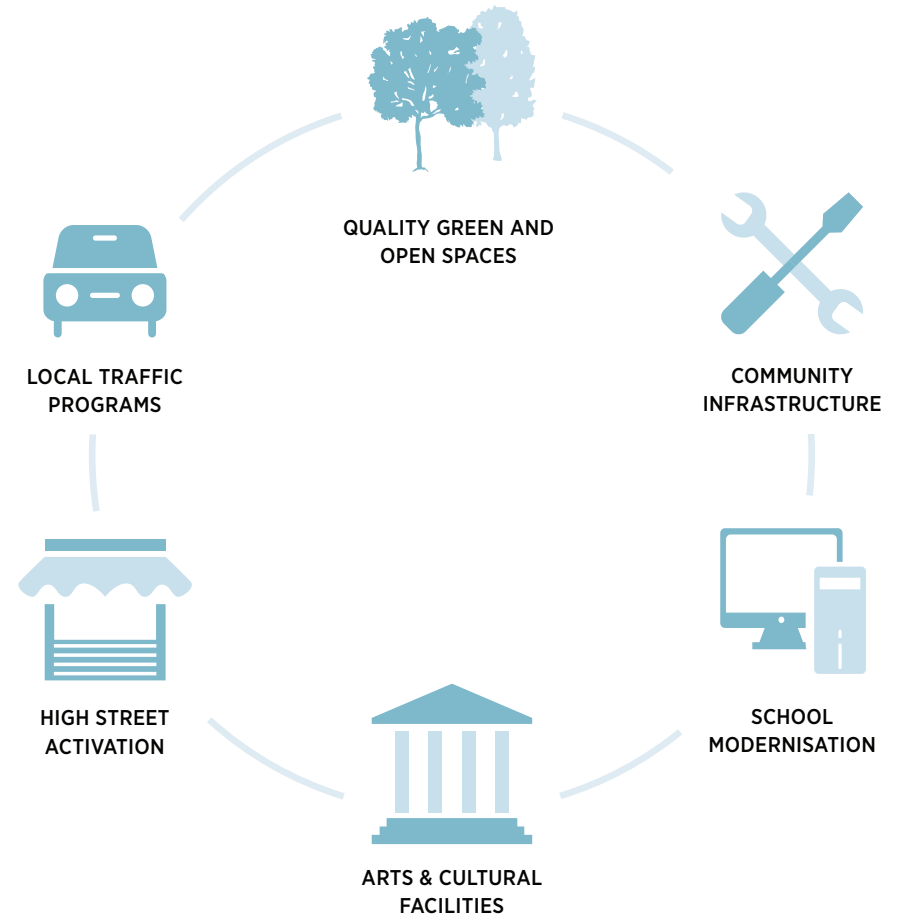 QUALITY GREEN AND
OPEN SPACES
COMMUNITY
INFRASTRUCTURE
SCHOOL
MODERNISATION
ARTS & CULTURAL
FACILITIES
HIGH STREET
ACTIVATION
LOCAL TRAFFIC
PROGRAMS